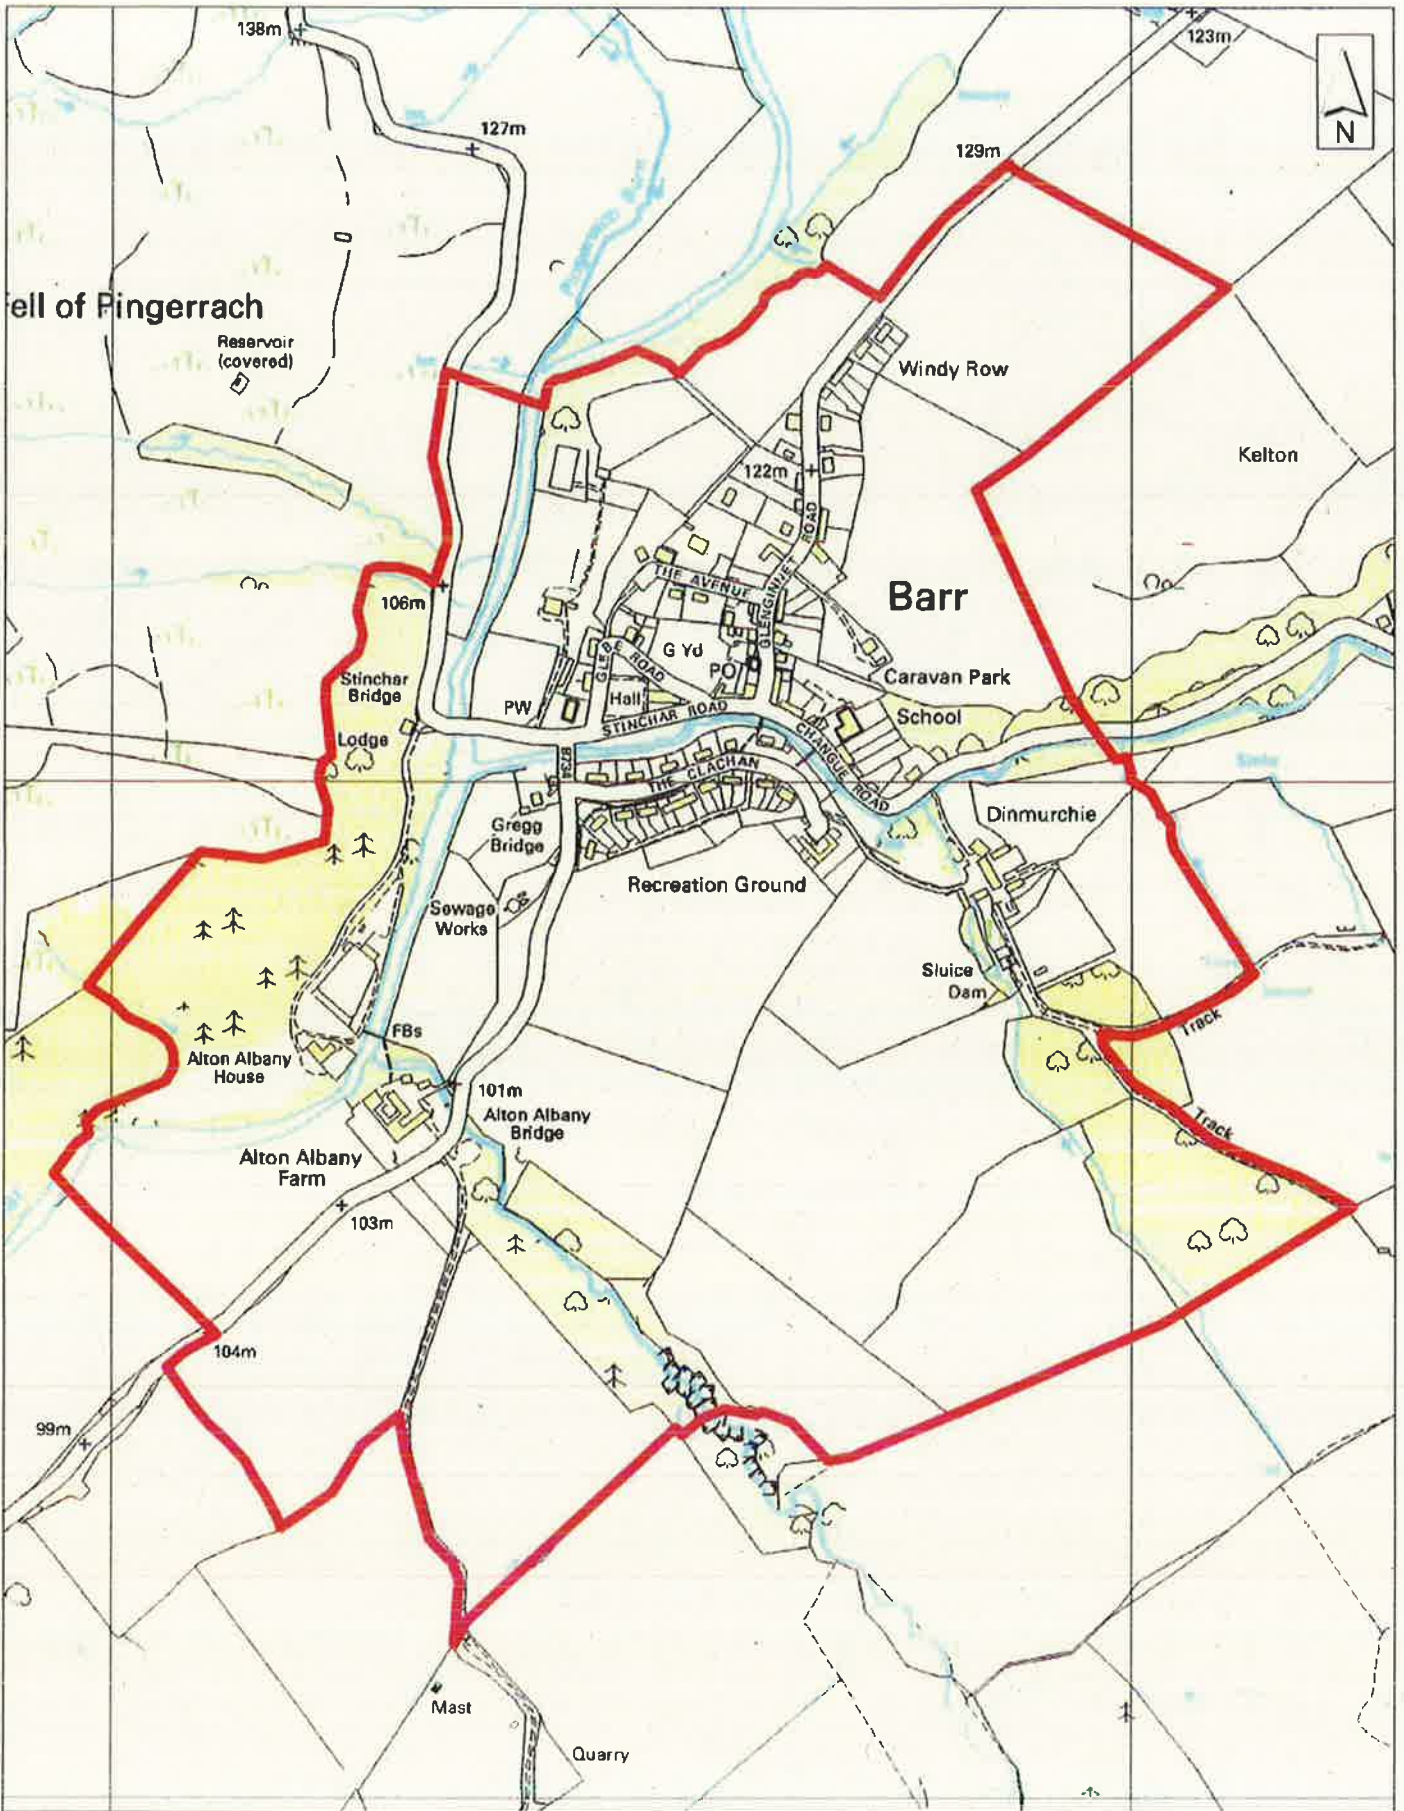 138m
123m
N
127m
129m
Pingerrach Burn
Fell of Pingerrach
Reservoir
(covered)
Windy Row
122m
Kelton
ROAD
THE AVENUE
GLENGINNET
Barr
106m
GLEBE ROAD
G Yd
PO
Stinchar
Bridge
Caravan Park
PW
Hall
STINCHAR ROAD
School
Lodge
B734
CHANGUE ROAD
THE CLACHAN
Dinmurchie
Gregg
Bridge
Recreation Ground
Sewage
Works
Sluice
Dam
Track
FBs
Alton Albany
House
101m
Alton Albany
Bridge
Track
Alton Albany
Farm
103m
104m
99m
Mast
Quarry